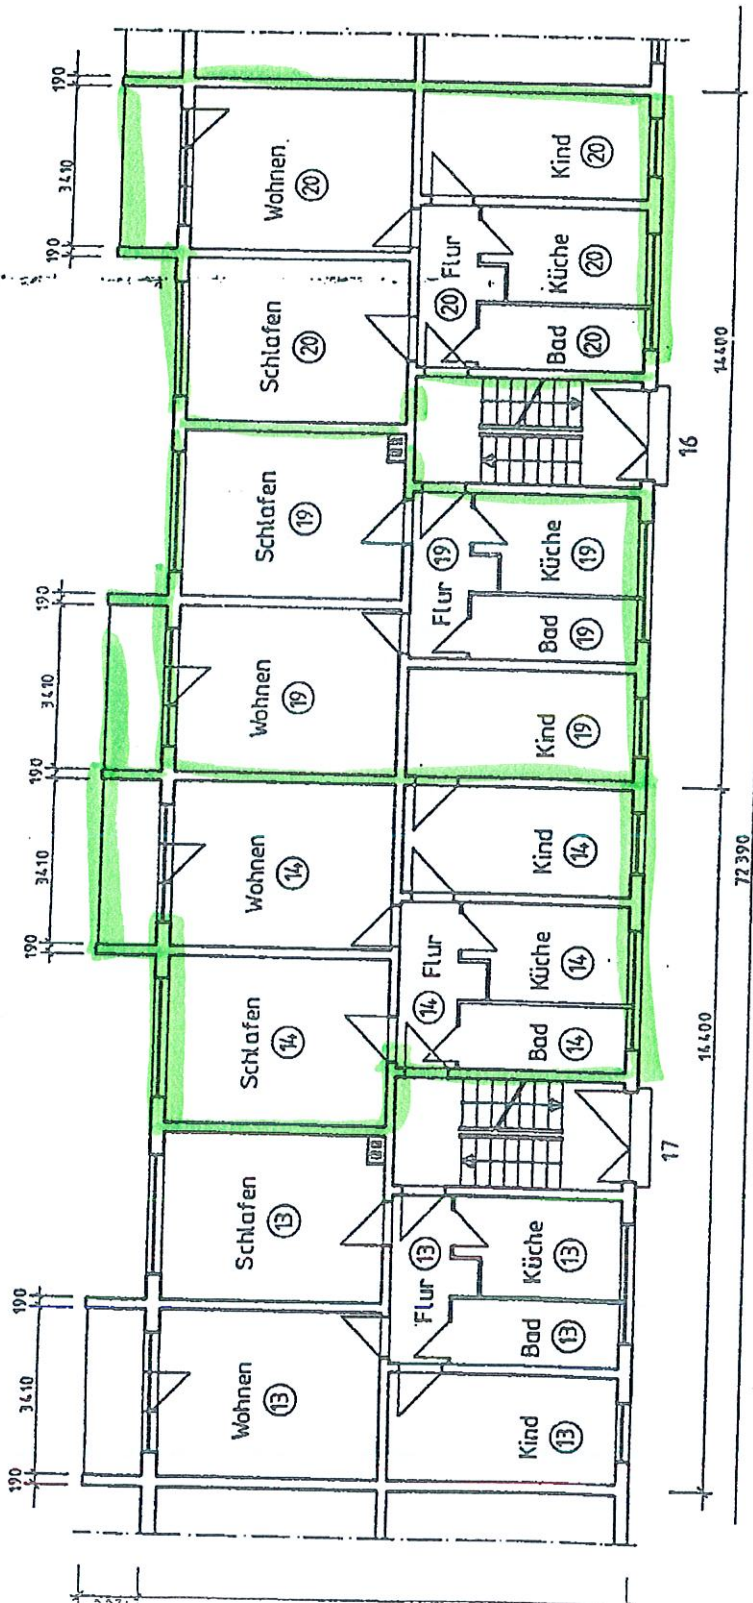 190 3410 190 190 3410 190 3410 190 190 3410 190
Wohnen Schlafen Schlafen Wohnen Wohnen Schlafen Schlafen Wohnen
13 13 14 14 19 19 20 20
Flur 13 14 Flur Flur 19 20 Flur
Kind Bad Küche Bad Küche Kind Kind Bad Küche Bad Küche Kind
13 13 13 14 14 14 19 19 19 20 20 20
17 16
14400 14400
72390